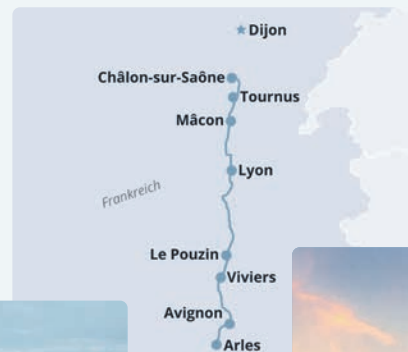 Dijon
Châlon-sur-Saône
Tournus
Mâcon
Lyon
Frankreich
Le Pouzin
Viviers
Avignon
Arles